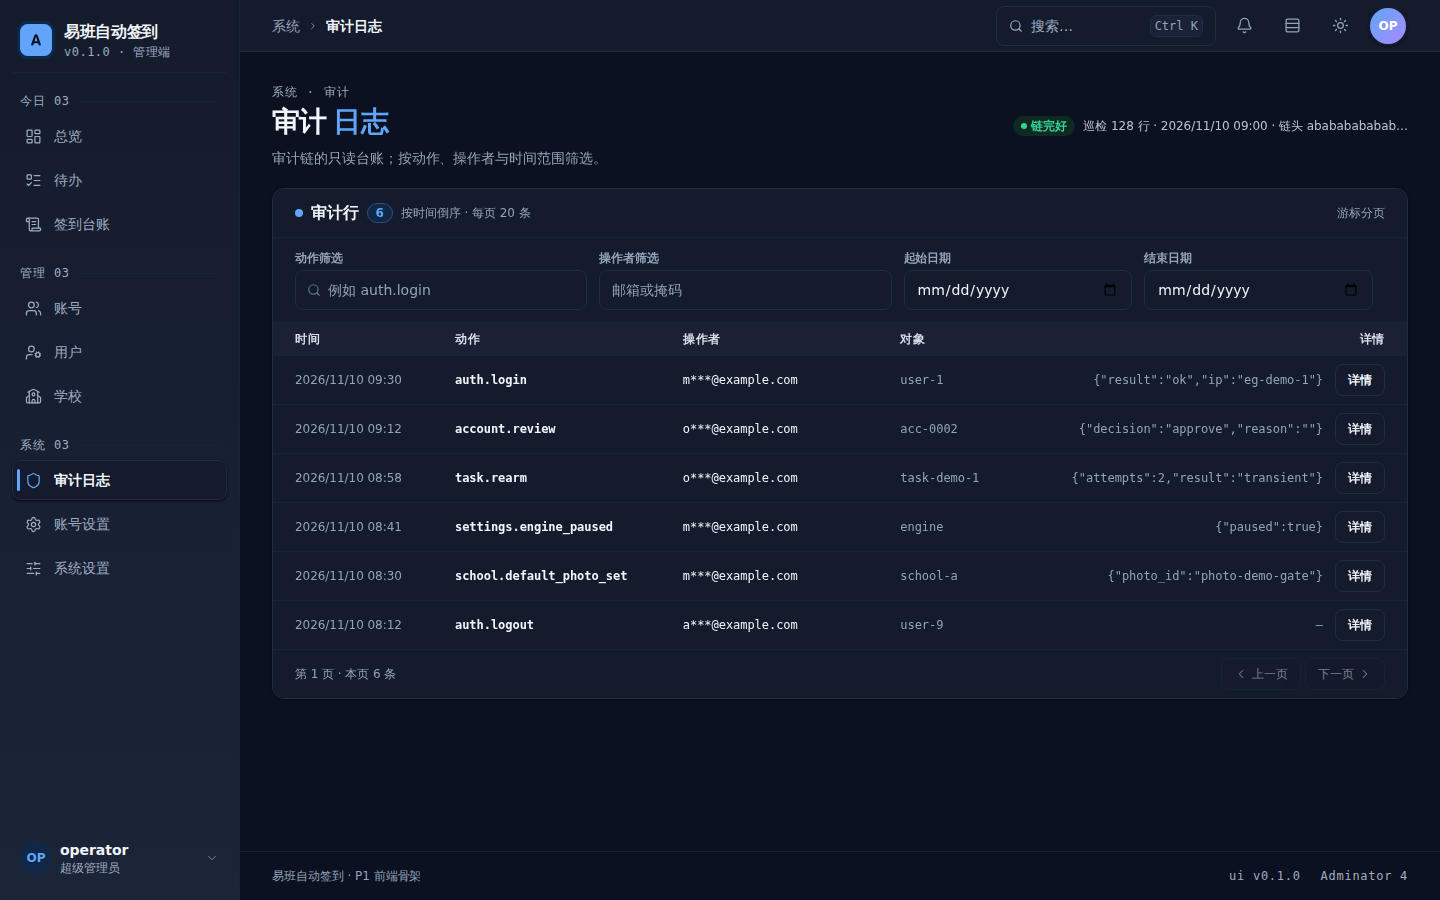 易班自动签到
v0.1.0 · 管理端
今日 03
总览
待办
签到台账
管理 03
账号
用户
学校
系统 03
审计日志
账号设置
系统设置
OP
operator
超级管理员
系统 › 审计日志
搜索… Ctrl K
OP
系统 · 审计
审计 日志
链完好 巡检 128 行 · 2026/11/10 09:00 · 链头 abababababab…
审计链的只读台账；按动作、操作者与时间范围筛选。
审计行 6 按时间倒序 · 每页 20 条 游标分页
动作筛选 操作者筛选 起始日期 结束日期
例如 auth.login 邮箱或掩码 mm/dd/yyyy mm/dd/yyyy
时间 动作 操作者 对象 详情
2026/11/10 09:30 auth.login m***@example.com user-1 {"result":"ok","ip":"eg-demo-1"} 详情
2026/11/10 09:12 account.review o***@example.com acc-0002 {"decision":"approve","reason":""} 详情
2026/11/10 08:58 task.rearm o***@example.com task-demo-1 {"attempts":2,"result":"transient"} 详情
2026/11/10 08:41 settings.engine_paused m***@example.com engine {"paused":true} 详情
2026/11/10 08:30 school.default_photo_set m***@example.com school-a {"photo_id":"photo-demo-gate"} 详情
2026/11/10 08:12 auth.logout a***@example.com user-9 — 详情
第 1 页 · 本页 6 条 上一页 下一页
易班自动签到 · P1 前端骨架 ui v0.1.0 Adminator 4